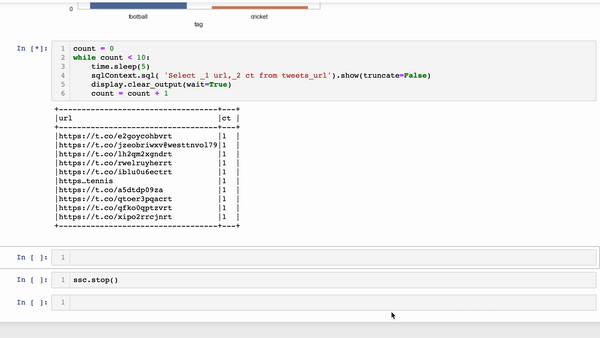 0
football cricket
tag
In [*]: 1 count = 0
2 while count < 10:
3 time.sleep(5)
4 sqlContext.sql( 'Select _1 url,_2 ct from tweets_url').show(truncate=False)
5 display.clear_output(wait=True)
6 count = count + 1
+-----------------------------------+---+
|url |ct |
+-----------------------------------+---+
|https://t.co/e2goycohbvrt |1 |
|https://t.co/jzeobriwxv@westtnvol79|1 |
|https://t.co/lh2qm2xgndrt |1 |
|https://t.co/rwelruyherrt |1 |
|https://t.co/iblu0u6ectrt |1 |
|https…tennis |1 |
|https://t.co/a5dtdp09za |1 |
|https://t.co/qtoer3pqacrt |1 |
|https://t.co/qfko0qptzvrt |1 |
|https://t.co/xipo2rrcjnrt |1 |
+-----------------------------------+---+
In [ ]: 1
In [ ]: 1 ssc.stop()
In [ ]: 1